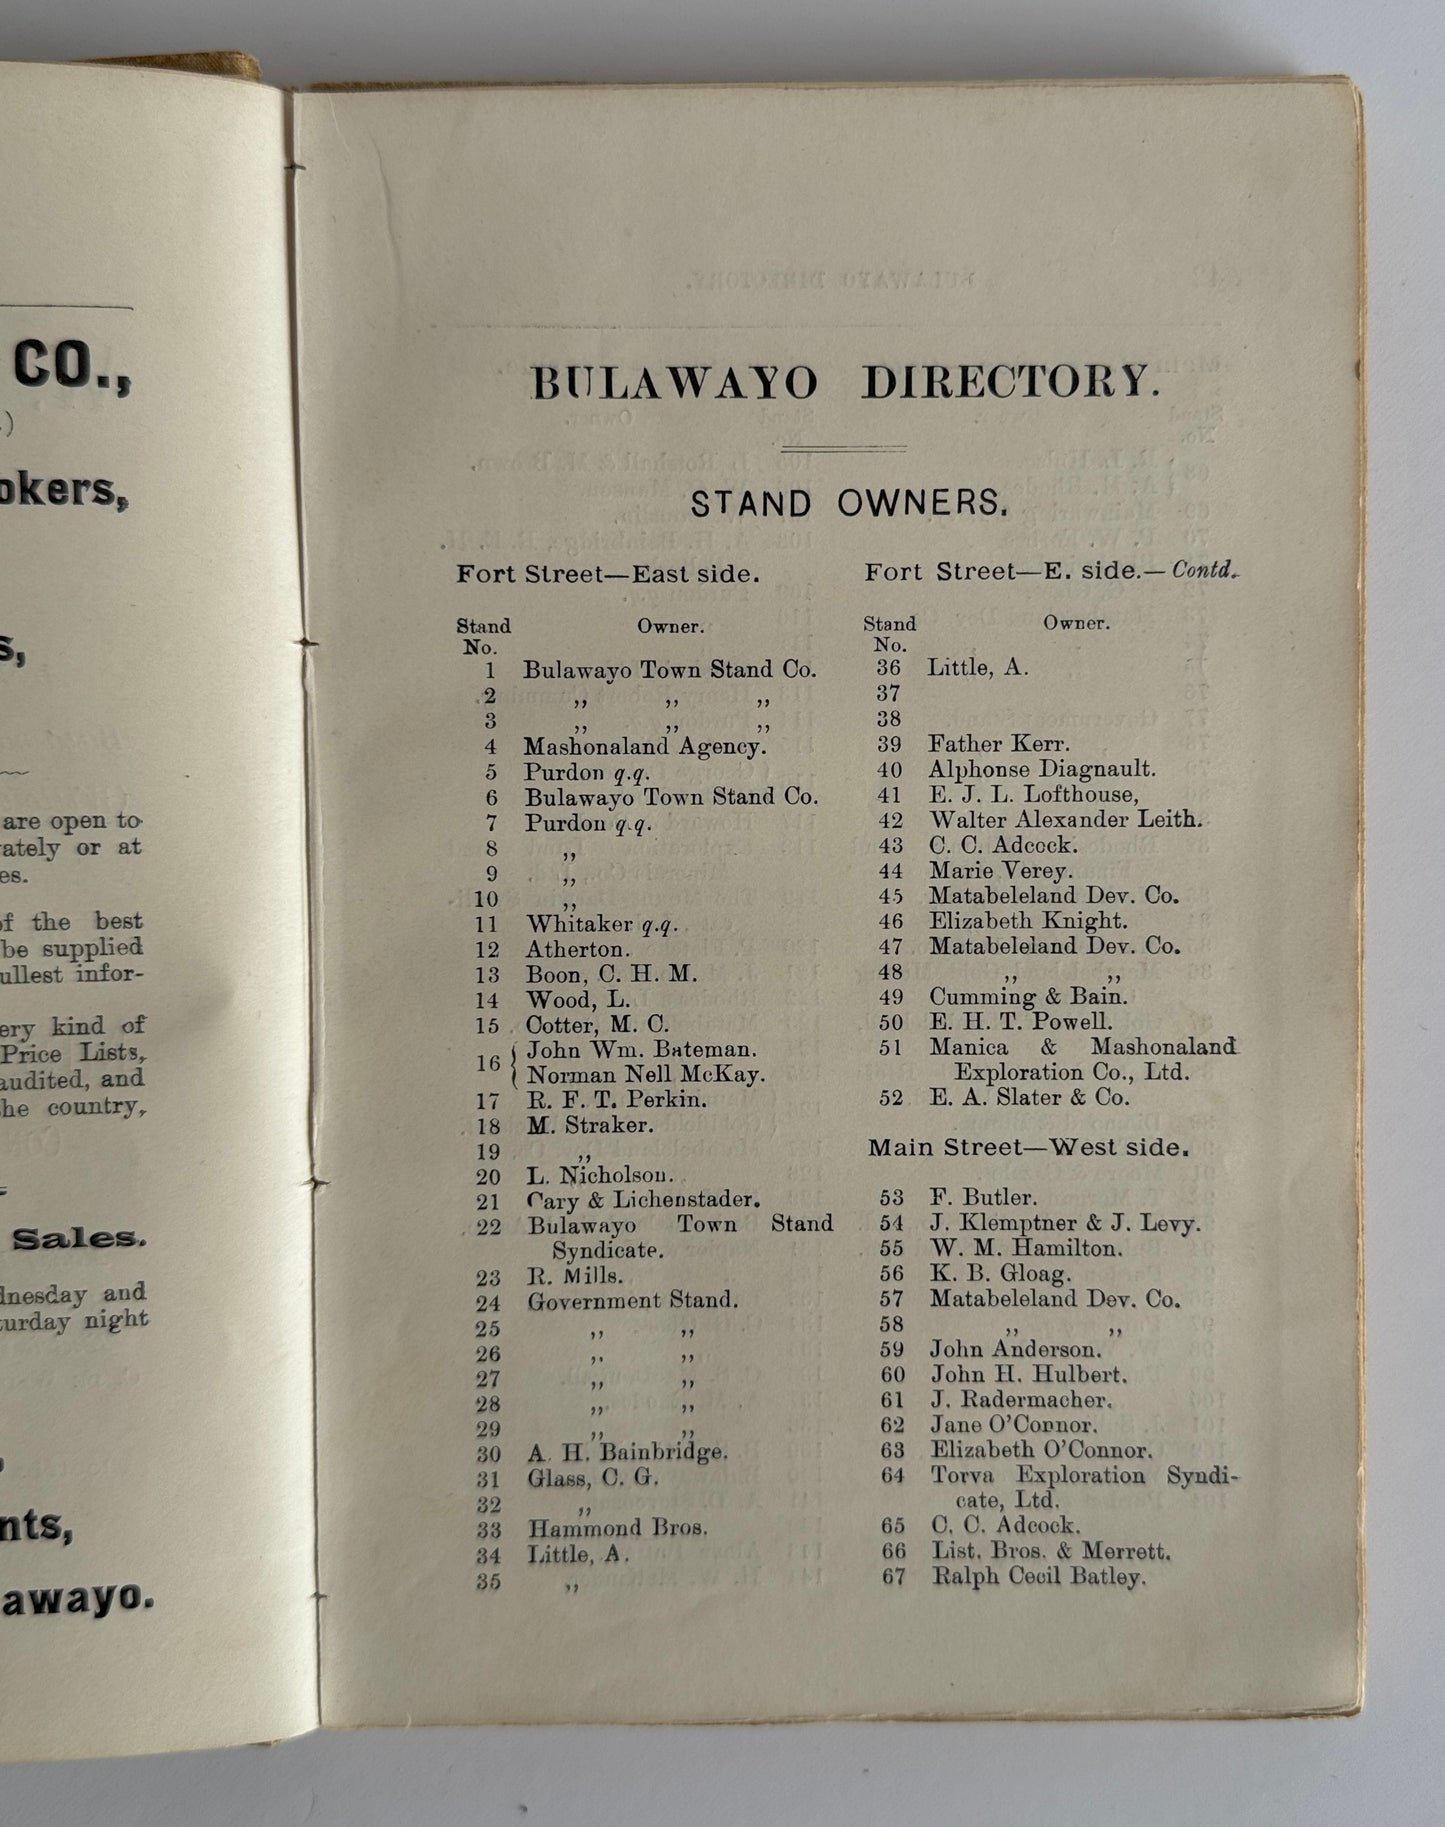 CO.,
.)
okers,
s,
are open to
ately or at
es.
of the best
be supplied
ullest infor-
ery kind of
Price Lists,
audited, and
he country,
Sales.
dnesday and
turday night
,
nts,
lawayo.
BULAWAYO DIRECTORY.
STAND OWNERS.
Fort Street—East side.
Stand Owner.
No.
1 Bulawayo Town Stand Co.
2 ,, ,, ,,
3 ,, ,, ,,
4 Mashonaland Agency.
5 Purdon q.q.
6 Bulawayo Town Stand Co.
7 Purdon q.q.
8 ,,
9 ,,
10 ,,
11 Whitaker q.q.
12 Atherton.
13 Boon, C. H. M.
14 Wood, L.
15 Cotter, M. C.
16 { John Wm. Bateman.
Norman Nell McKay.
17 R. F. T. Perkin.
18 M. Straker.
19 ,,
20 L. Nicholson.
21 Cary & Lichenstader.
22 Bulawayo Town Stand
Syndicate.
23 R. Mills.
24 Government Stand.
25 ,, ,,
26 ,, ,,
27 ,, ,,
28 ,, ,,
29 ,, ,,
30 A. H. Bainbridge.
31 Glass, C. G.
32 ,,
33 Hammond Bros.
34 Little, A.
35 ,,
Fort Street—E. side.—Contd.
Stand Owner.
No.
36 Little, A.
37
38
39 Father Kerr.
40 Alphonse Diagnault.
41 E. J. L. Lofthouse,
42 Walter Alexander Leith.
43 C. C. Adcock.
44 Marie Verey.
45 Matabeleland Dev. Co.
46 Elizabeth Knight.
47 Matabeleland Dev. Co.
48 ,, ,,
49 Cumming & Bain.
50 E. H. T. Powell.
51 Manica & Mashonaland
Exploration Co., Ltd.
52 E. A. Slater & Co.
Main Street—West side.
53 F. Butler.
54 J. Klemptner & J. Levy.
55 W. M. Hamilton.
56 K. B. Gloag.
57 Matabeleland Dev. Co.
58 ,, ,,
59 John Anderson.
60 John H. Hulbert.
61 J. Radermacher.
62 Jane O'Connor.
63 Elizabeth O'Connor.
64 Torva Exploration Syndi-
cate, Ltd.
65 C. C. Adcock.
66 List. Bros. & Merrett.
67 Ralph Cecil Batley.